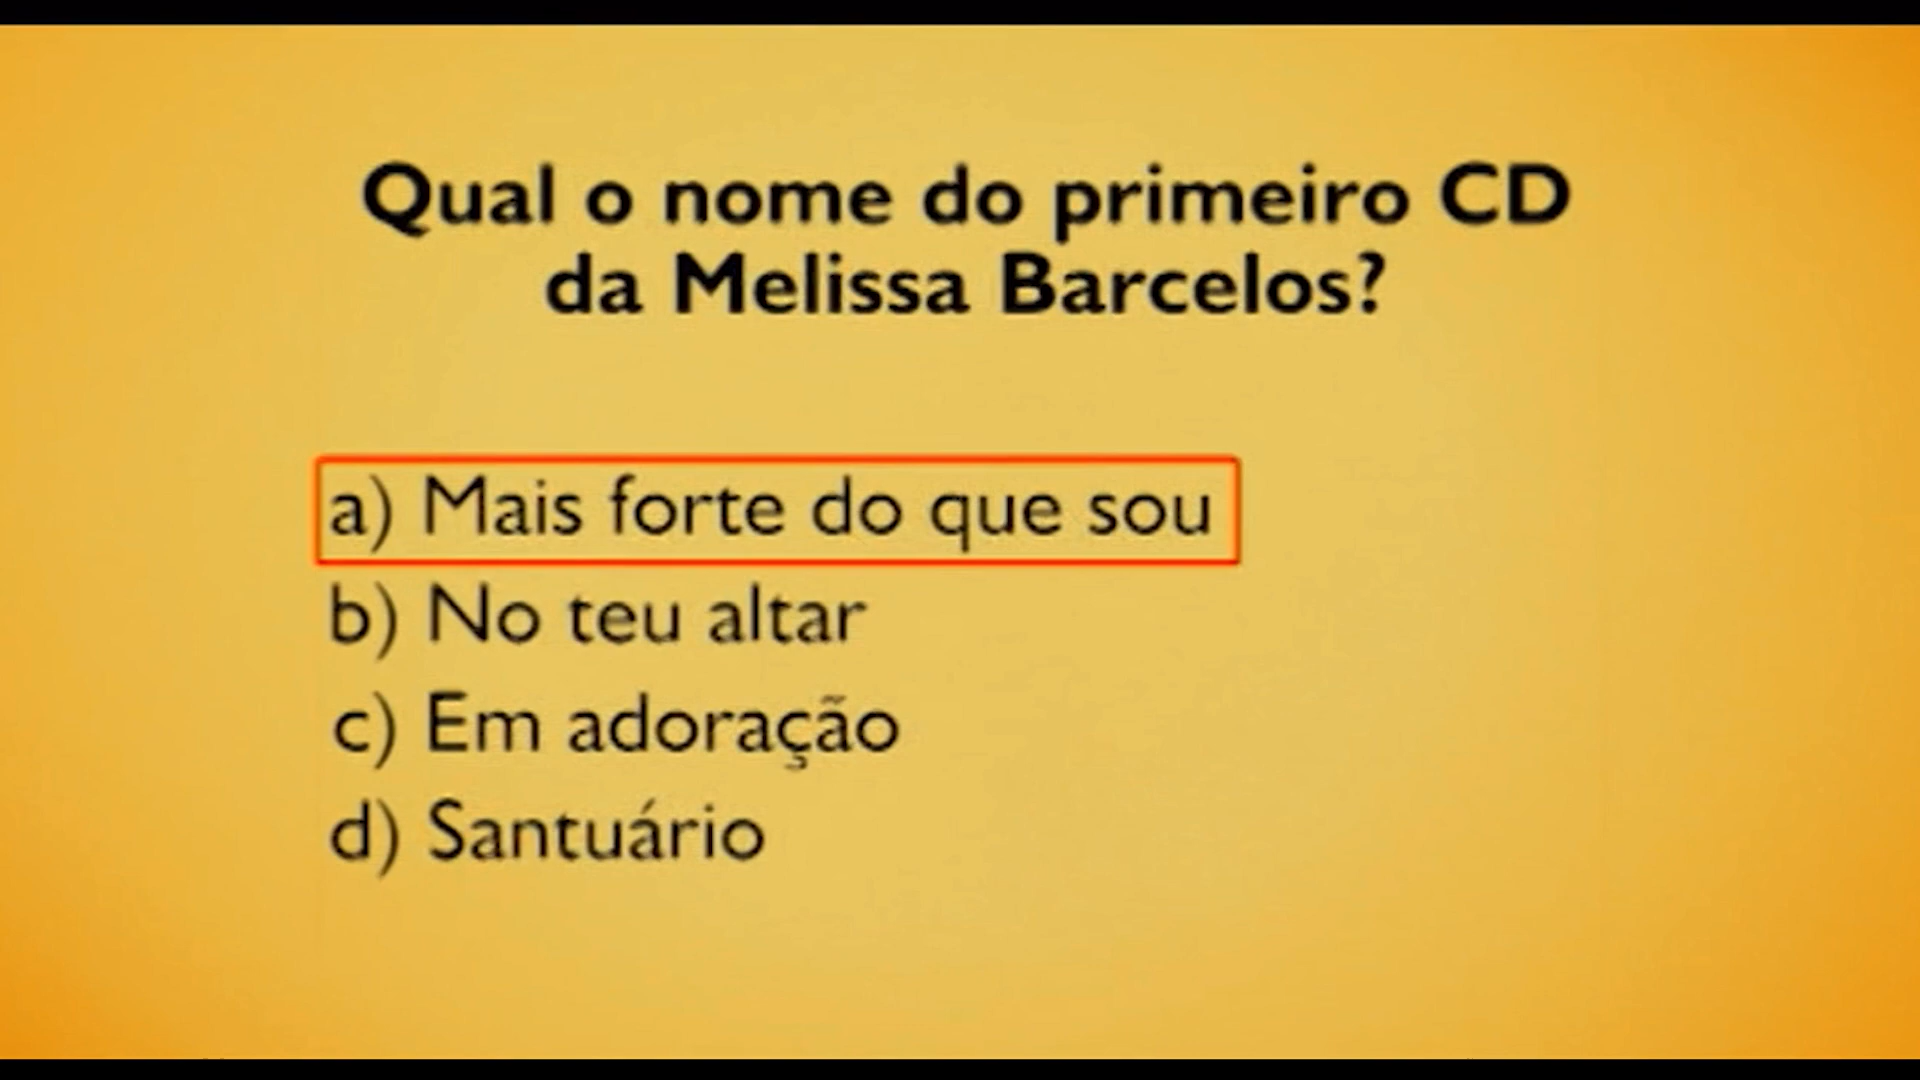 Qual o nome do primeiro CD
da Melissa Barcelos?
a) Mais forte do que sou
b) No teu altar
c) Em adoração
d) Santuário